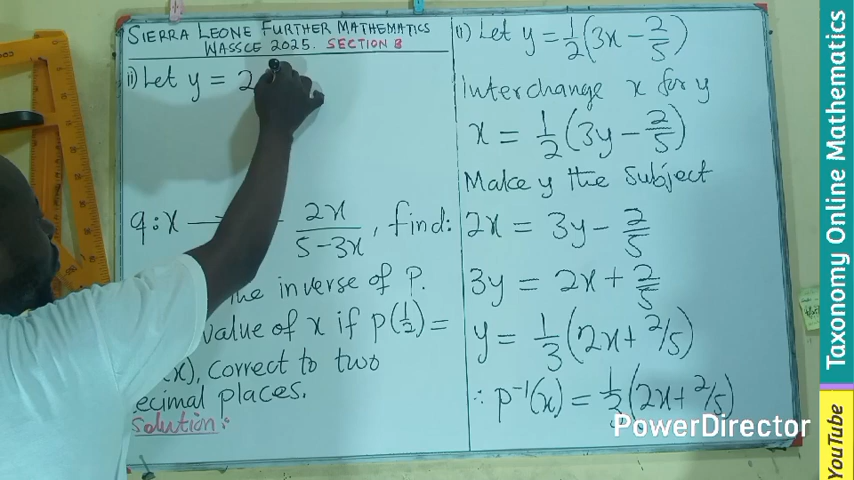 SIERRA LEONE FURTHER MATHEMATICS
WASSCE 2025. SECTION B
ii) Let y = 2
q: x → 2x/(5-3x), find:
the inverse of P.
value of x if p(1/2) =
(x), correct to two
decimal places.
Solution:
(i) Let y = 1/2(3x - 2/5)
Interchange x for y
x = 1/2(3y - 2/5)
Make y the subject
2x = 3y - 2/5
3y = 2x + 2/5
y = 1/3(2x + 2/5)
∴ p⁻¹(x) = 1/3(2x + 2/5)
PowerDirector
Taxonomy Online Mathematics
YouTube